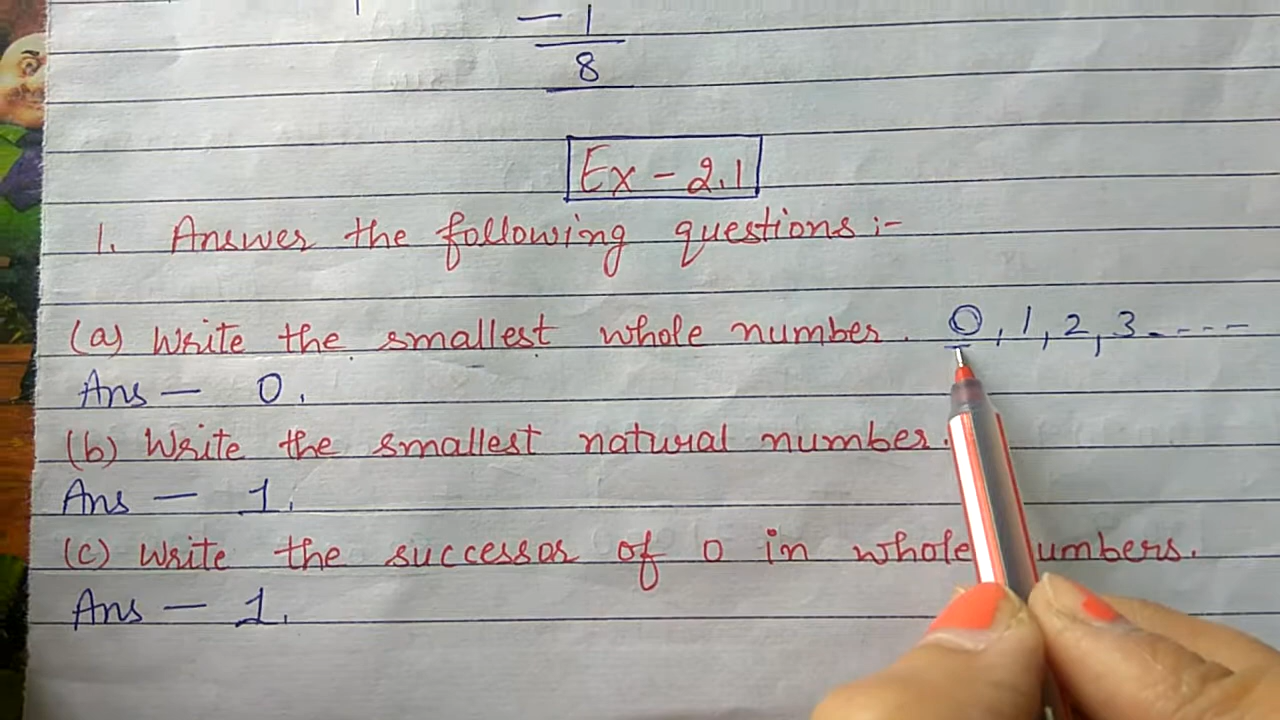 - 1
8
Ex - 2.1
1. Answer the following questions :-
(a) Write the smallest whole number. 0, 1, 2, 3 - - - -
Ans - 0.
(b) Write the smallest natural number.
Ans - 1.
(c) Write the successor of 0 in whole umbers.
Ans - 1.